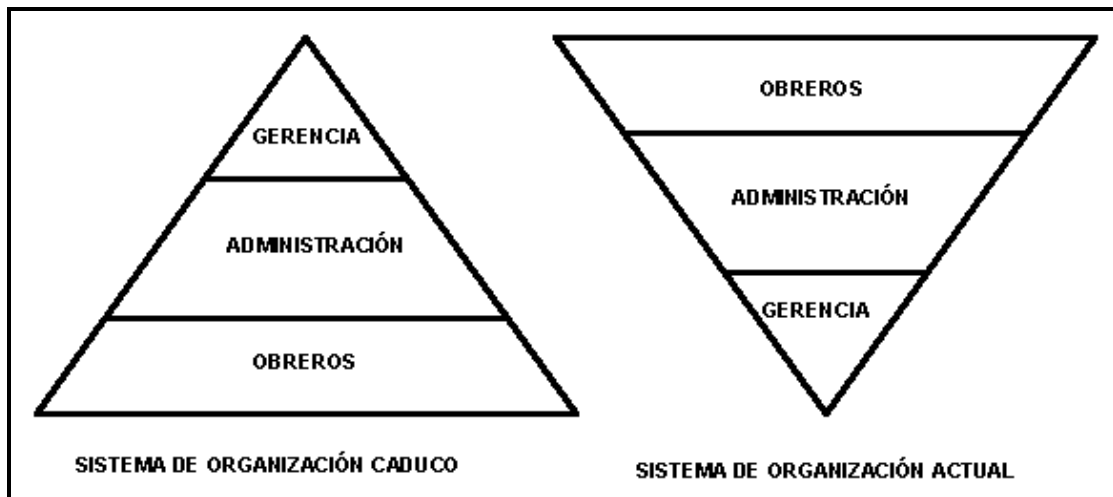 GERENCIA
ADMINISTRACIÓN
OBREROS
SISTEMA DE ORGANIZACIÓN CADUCO
OBREROS
ADMINISTRACIÓN
GERENCIA
SISTEMA DE ORGANIZACIÓN ACTUAL